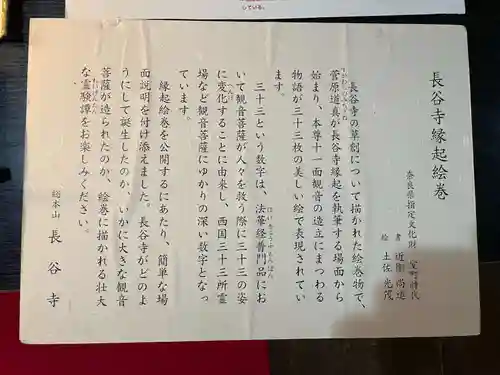 している。
長谷寺縁起絵巻
奈良県指定文化財 室町時代
書 近衛尚通
絵 土佐光茂
長谷寺の草創について描かれた絵巻物で、
菅原道真が長谷寺縁起を執筆する場面から
始まり、本尊十一面観音の造立にまつわる
物語が三十三枚の美しい絵で表現されてい
ます。
三十三という数字は、法華経普門品にお
いて観音菩薩が人々を救う際に三十三の姿
に変化することに由来し、西国三十三所霊
場など観音菩薩にゆかりの深い数字となっ
ています。
縁起絵巻を公開するにあたり、簡単な場
面説明を付け添えました。長谷寺がどのよ
うにして誕生したのか、いかに大きな観音
菩薩が造られたのか、絵巻に描かれる壮大
な霊験譚をお楽しみください。
総本山 長谷寺